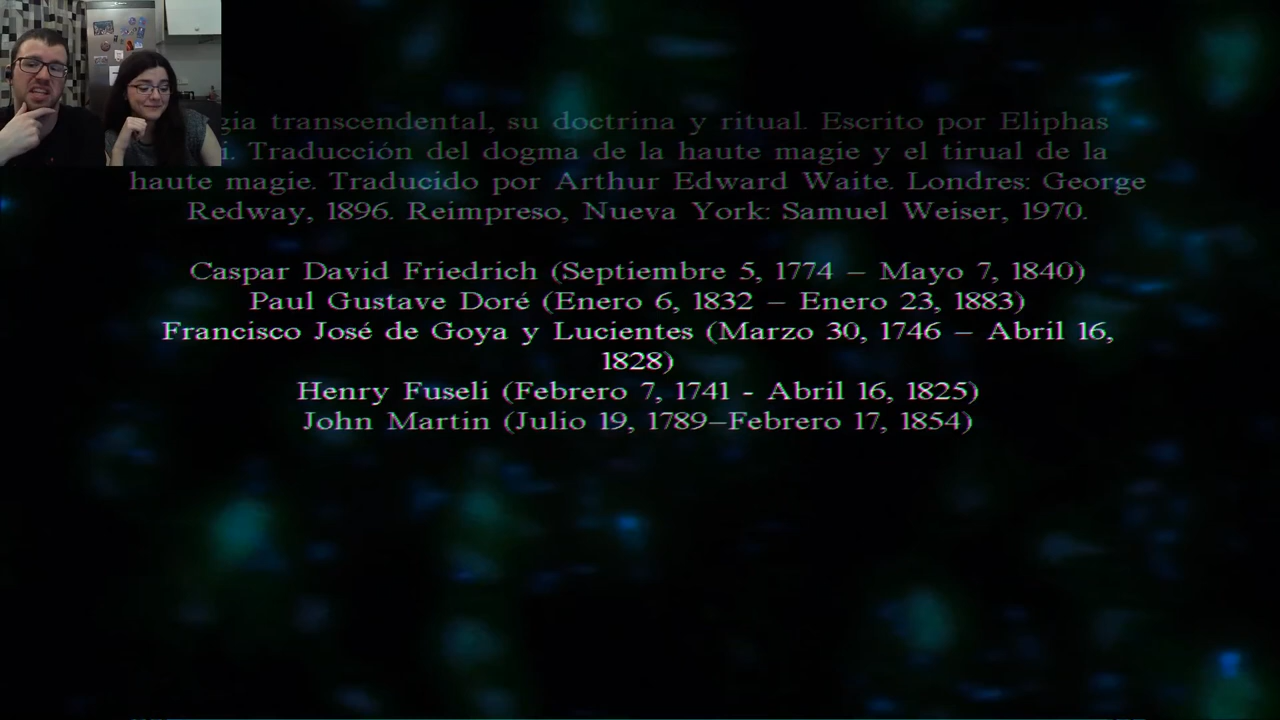 gia transcendental, su doctrina y ritual. Escrito por Eliphas
i. Traducción del dogma de la haute magie y el tirual de la
haute magie. Traducido por Arthur Edward Waite. Londres: George
Redway, 1896. Reimpreso, Nueva York: Samuel Weiser, 1970.
Caspar David Friedrich (Septiembre 5, 1774 – Mayo 7, 1840)
Paul Gustave Doré (Enero 6, 1832 – Enero 23, 1883)
Francisco José de Goya y Lucientes (Marzo 30, 1746 – Abril 16,
1828)
Henry Fuseli (Febrero 7, 1741 - Abril 16, 1825)
John Martin (Julio 19, 1789–Febrero 17, 1854)